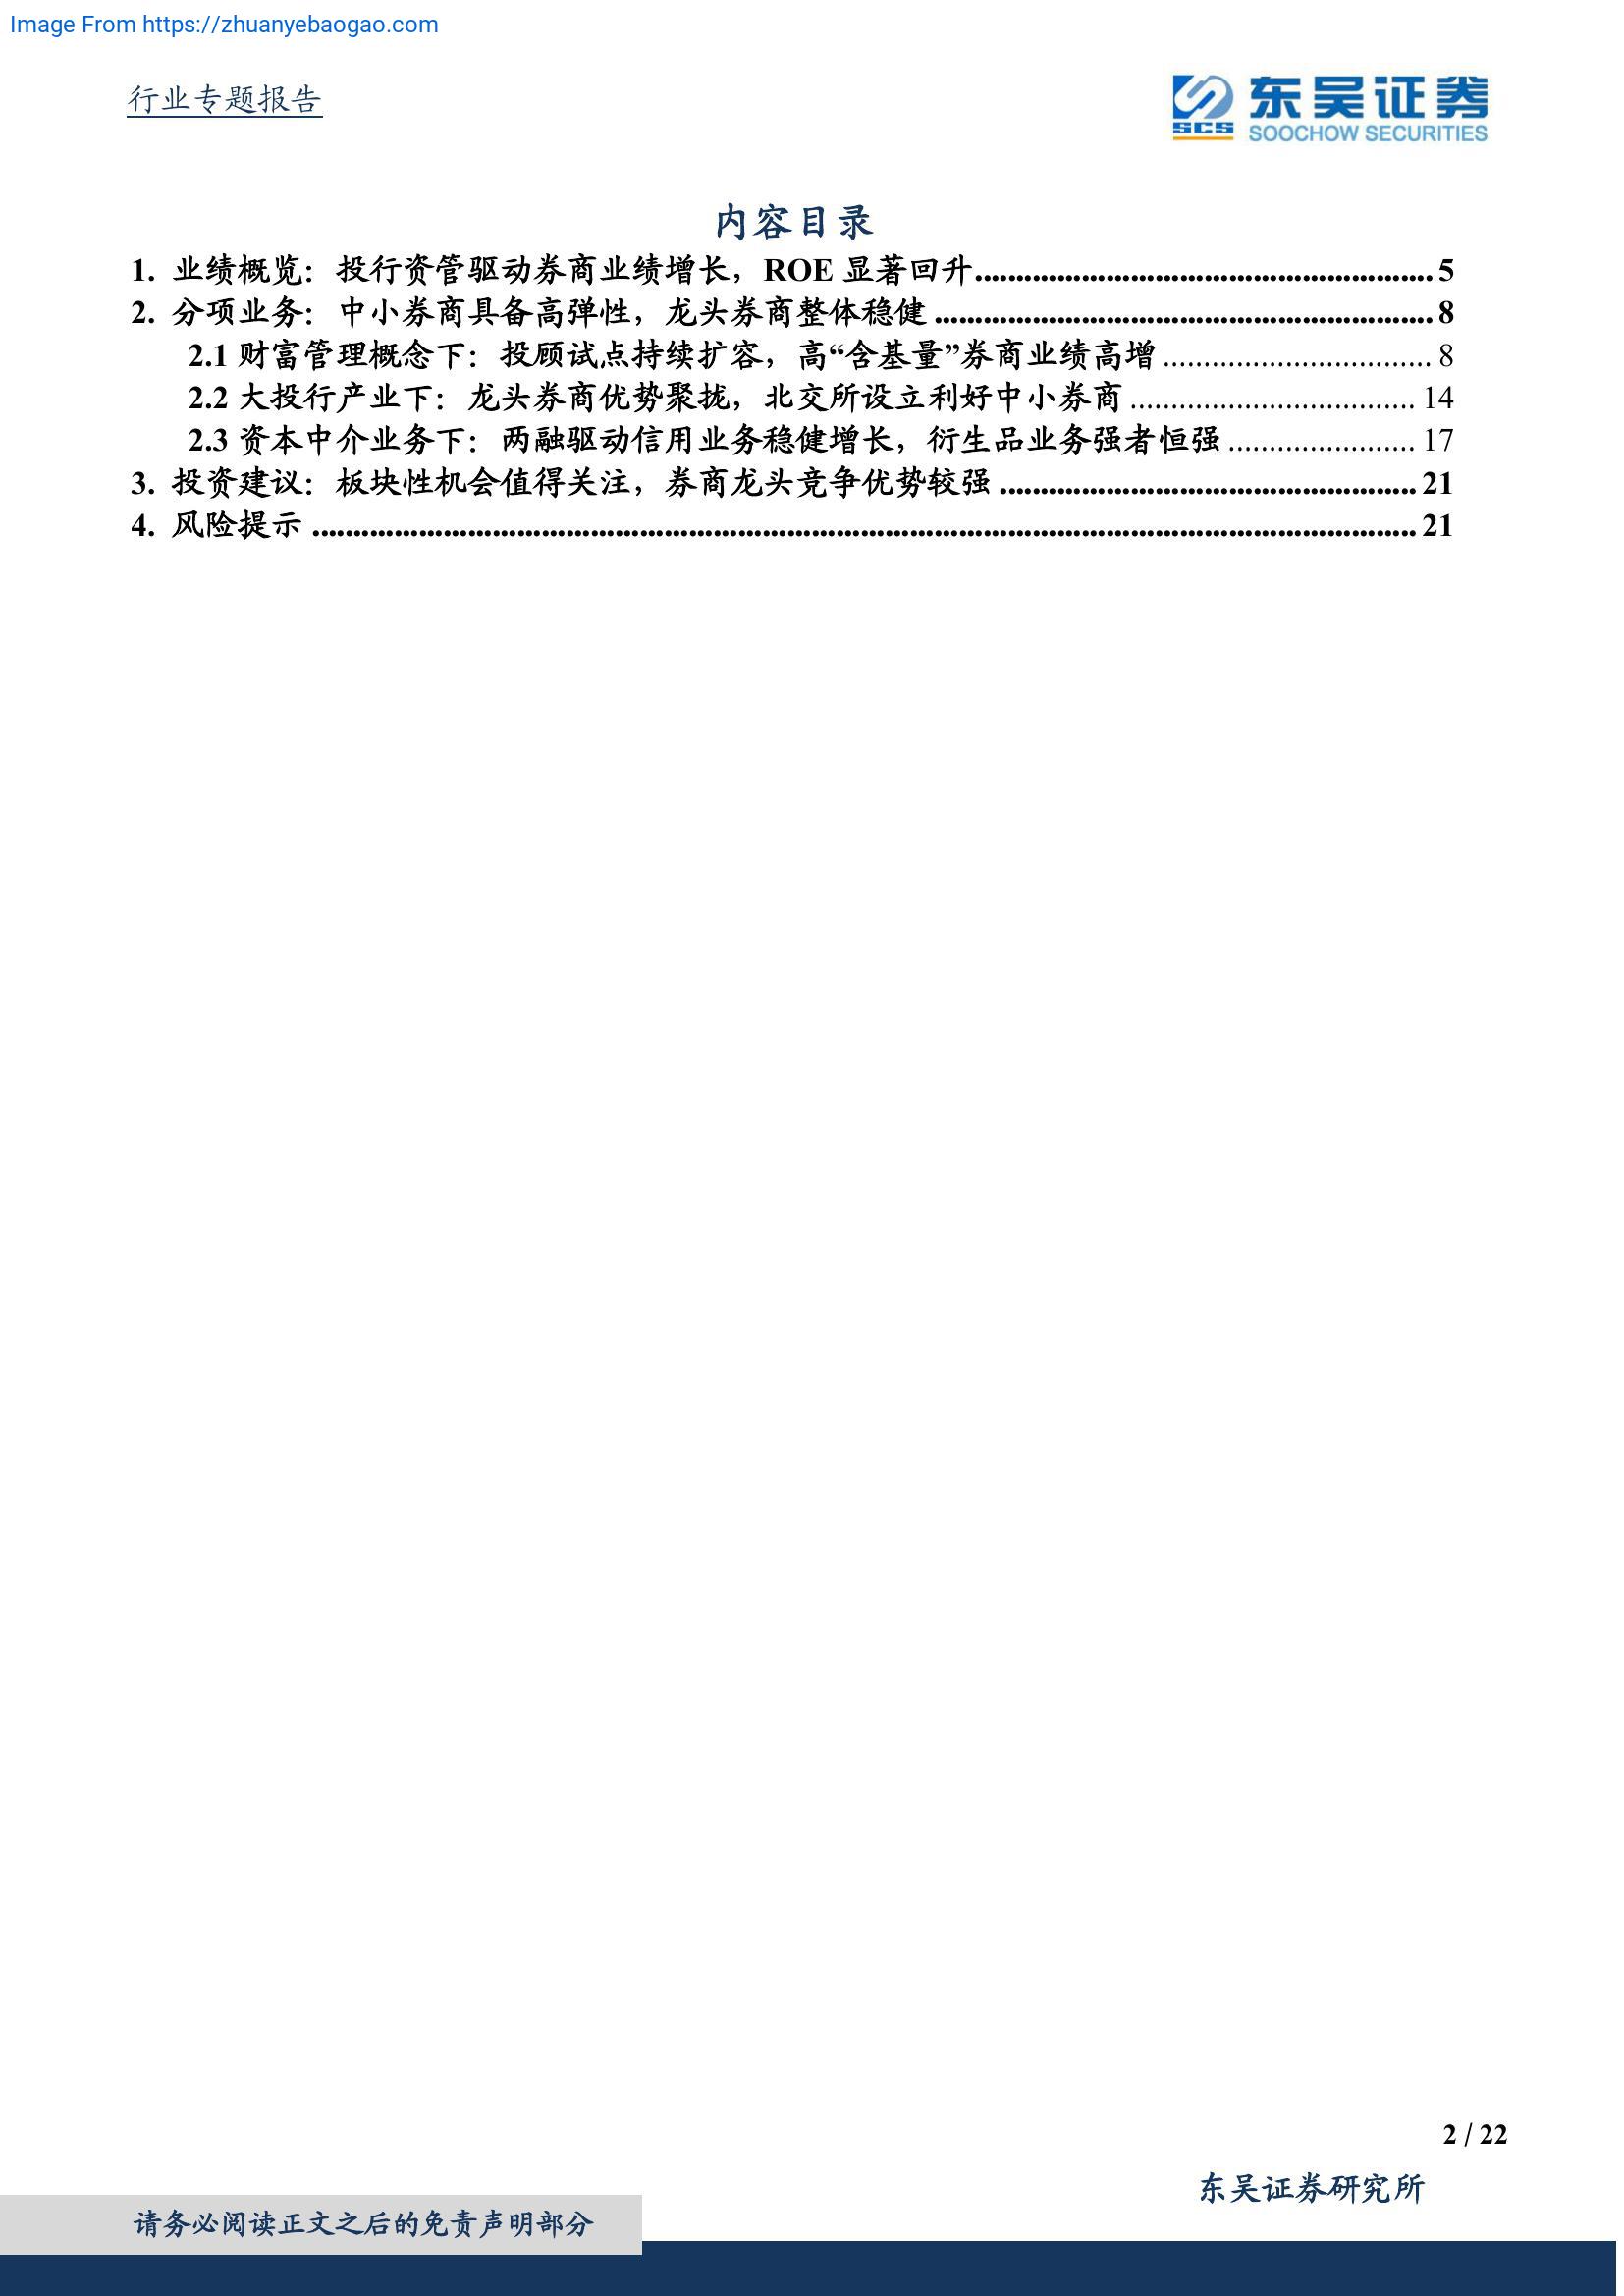 Image From https://zhuanyebaogao.com
行业专题报告
东吴证券
SCS
SOOCHOW SECURITIES
内容目录
1. 业绩概览：投行资管驱动券商业绩增长，ROE 显著回升........................................................ 5
2. 分项业务：中小券商具备高弹性，龙头券商整体稳健 ............................................................. 8
2.1 财富管理概念下：投顾试点持续扩容，高“含基量”券商业绩高增 ................................. 8
2.2 大投行产业下：龙头券商优势聚拢，北交所设立利好中小券商 ................................... 14
2.3 资本中介业务下：两融驱动信用业务稳健增长，衍生品业务强者恒强 ....................... 17
3. 投资建议：板块性机会值得关注，券商龙头竞争优势较强 ................................................... 21
4. 风险提示 ....................................................................................................................................... 21
2 / 22
东吴证券研究所
请务必阅读正文之后的免责声明部分